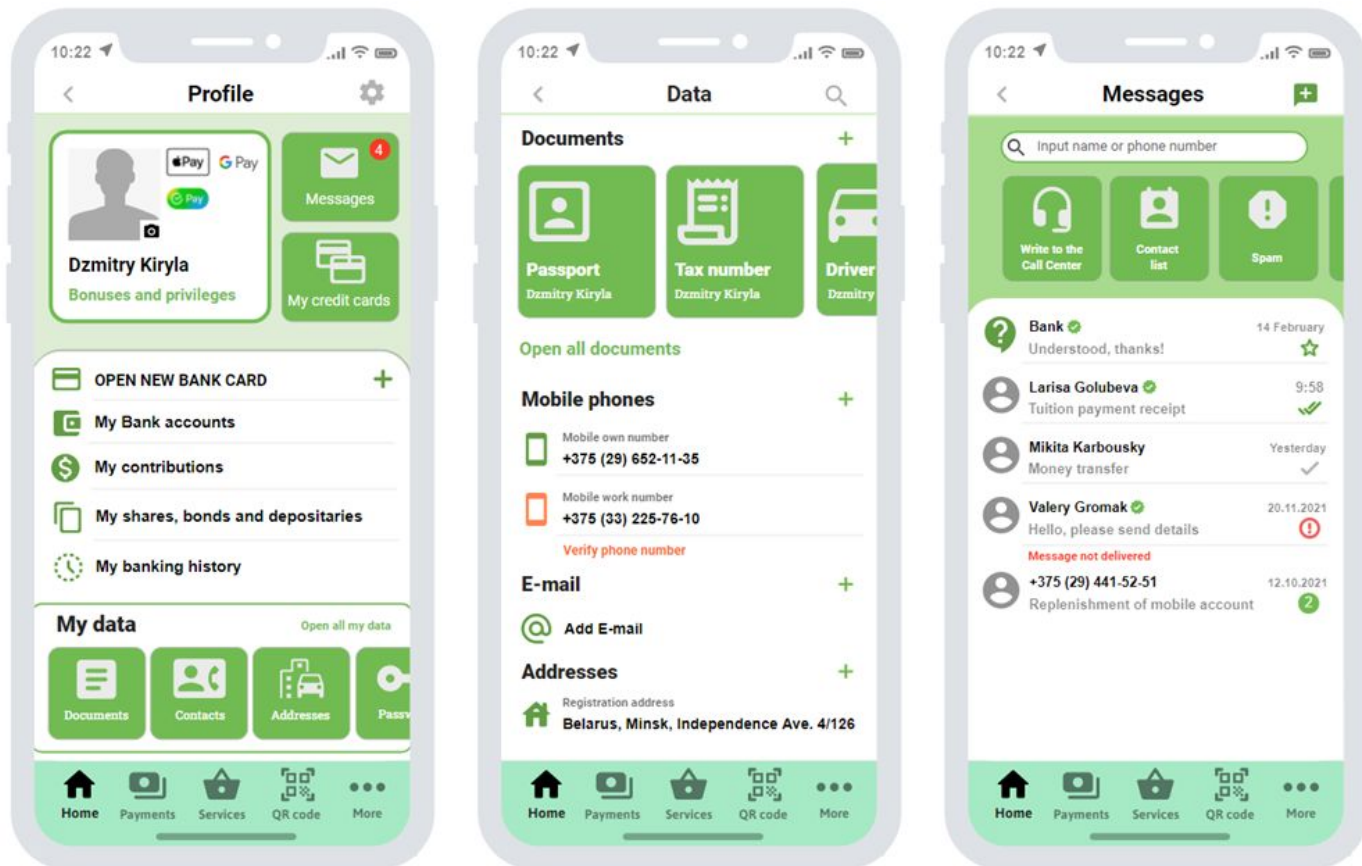 10:22
Profile
Pay
G Pay
Pay
4
Messages
Dzmitry Kiryla
Bonuses and privileges
My credit cards
OPEN NEW BANK CARD
My Bank accounts
My contributions
My shares, bonds and depositaries
My banking history
My data
Open all my data
Documents
Contacts
Addresses
Passv
Home
Payments
Services
QR code
More
10:22
Data
Documents
Passport
Dzmitry Kiryla
Tax number
Dzmitry Kiryla
Driver
Dzmitry
Open all documents
Mobile phones
Mobile own number
+375 (29) 652-11-35
Mobile work number
+375 (33) 225-76-10
Verify phone number
E-mail
Add E-mail
Addresses
Registration address
Belarus, Minsk, Independence Ave. 4/126
Home
Payments
Services
QR code
More
10:22
Messages
Input name or phone number
Write to the
Call Center
Contact
list
Spam
Bank
14 February
Understood, thanks!
Larisa Golubeva
9:58
Tuition payment receipt
Mikita Karbousky
Yesterday
Money transfer
Valery Gromak
20.11.2021
Hello, please send details
Message not delivered
+375 (29) 441-52-51
12.10.2021
Replenishment of mobile account
2
Home
Payments
Services
QR code
More